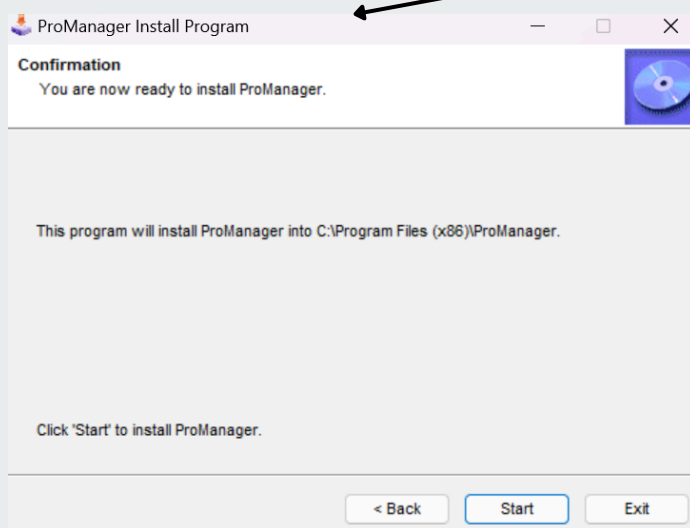 ProManager Install Program
Confirmation
You are now ready to install ProManager.
This program will install ProManager into C:\Program Files (x86)\ProManager.
Click 'Start' to install ProManager.
< Back
Start
Exit